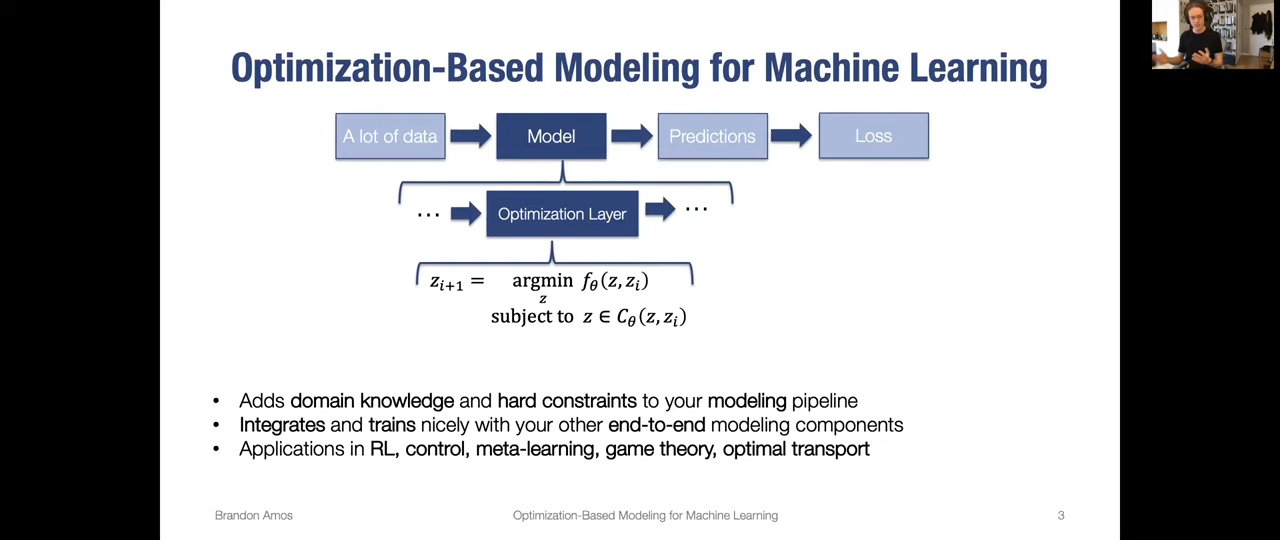 Optimization-Based Modeling for Machine Learning
A lot of data Model Predictions Loss
... Optimization Layer ...
z_{i+1} = argmin f_θ(z, z_i)
z
subject to z ∈ C_θ(z, z_i)
• Adds domain knowledge and hard constraints to your modeling pipeline
• Integrates and trains nicely with your other end-to-end modeling components
• Applications in RL, control, meta-learning, game theory, optimal transport
Brandon Amos Optimization-Based Modeling for Machine Learning 3